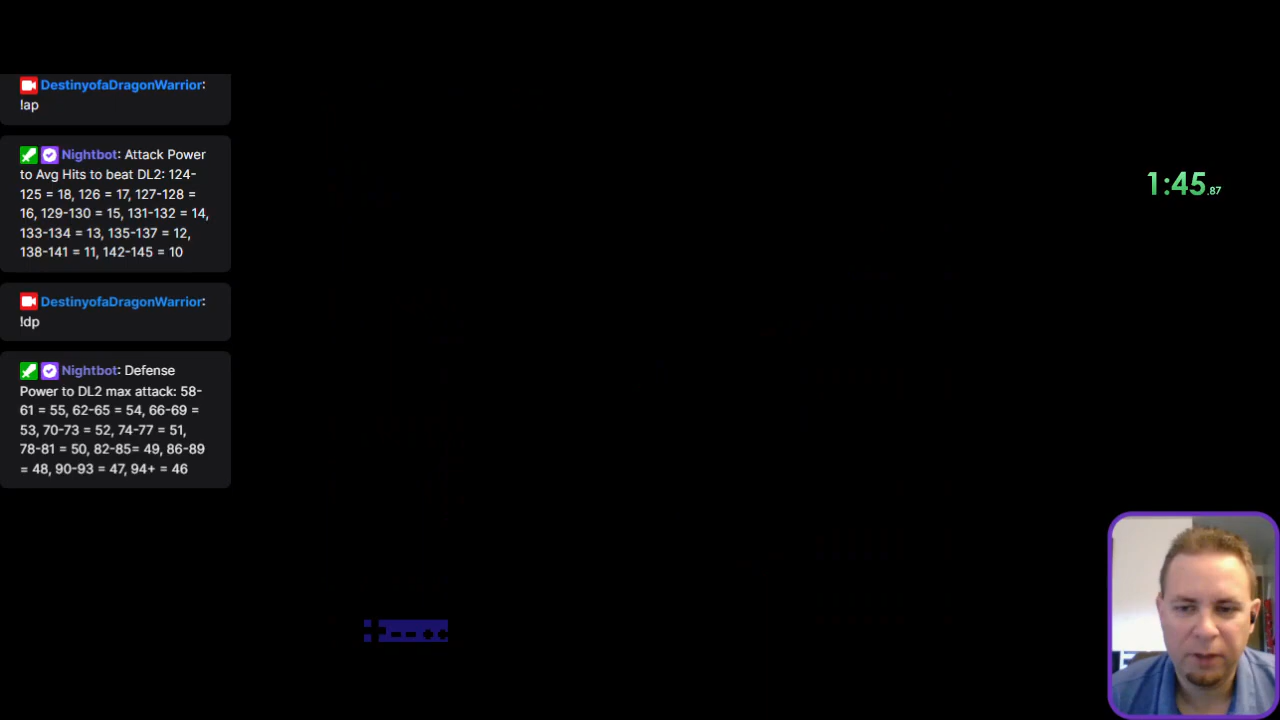 DestinyofaDragonWarrior:
!ap
Nightbot: Attack Power
to Avg Hits to beat DL2: 124-
125 = 18, 126 = 17, 127-128 =
16, 129-130 = 15, 131-132 = 14,
133-134 = 13, 135-137 = 12,
138-141 = 11, 142-145 = 10
DestinyofaDragonWarrior:
!dp
Nightbot: Defense
Power to DL2 max attack: 58-
61 = 55, 62-65 = 54, 66-69 =
53, 70-73 = 52, 74-77 = 51,
78-81 = 50, 82-85= 49, 86-89
= 48, 90-93 = 47, 94+ = 46
1:45.87